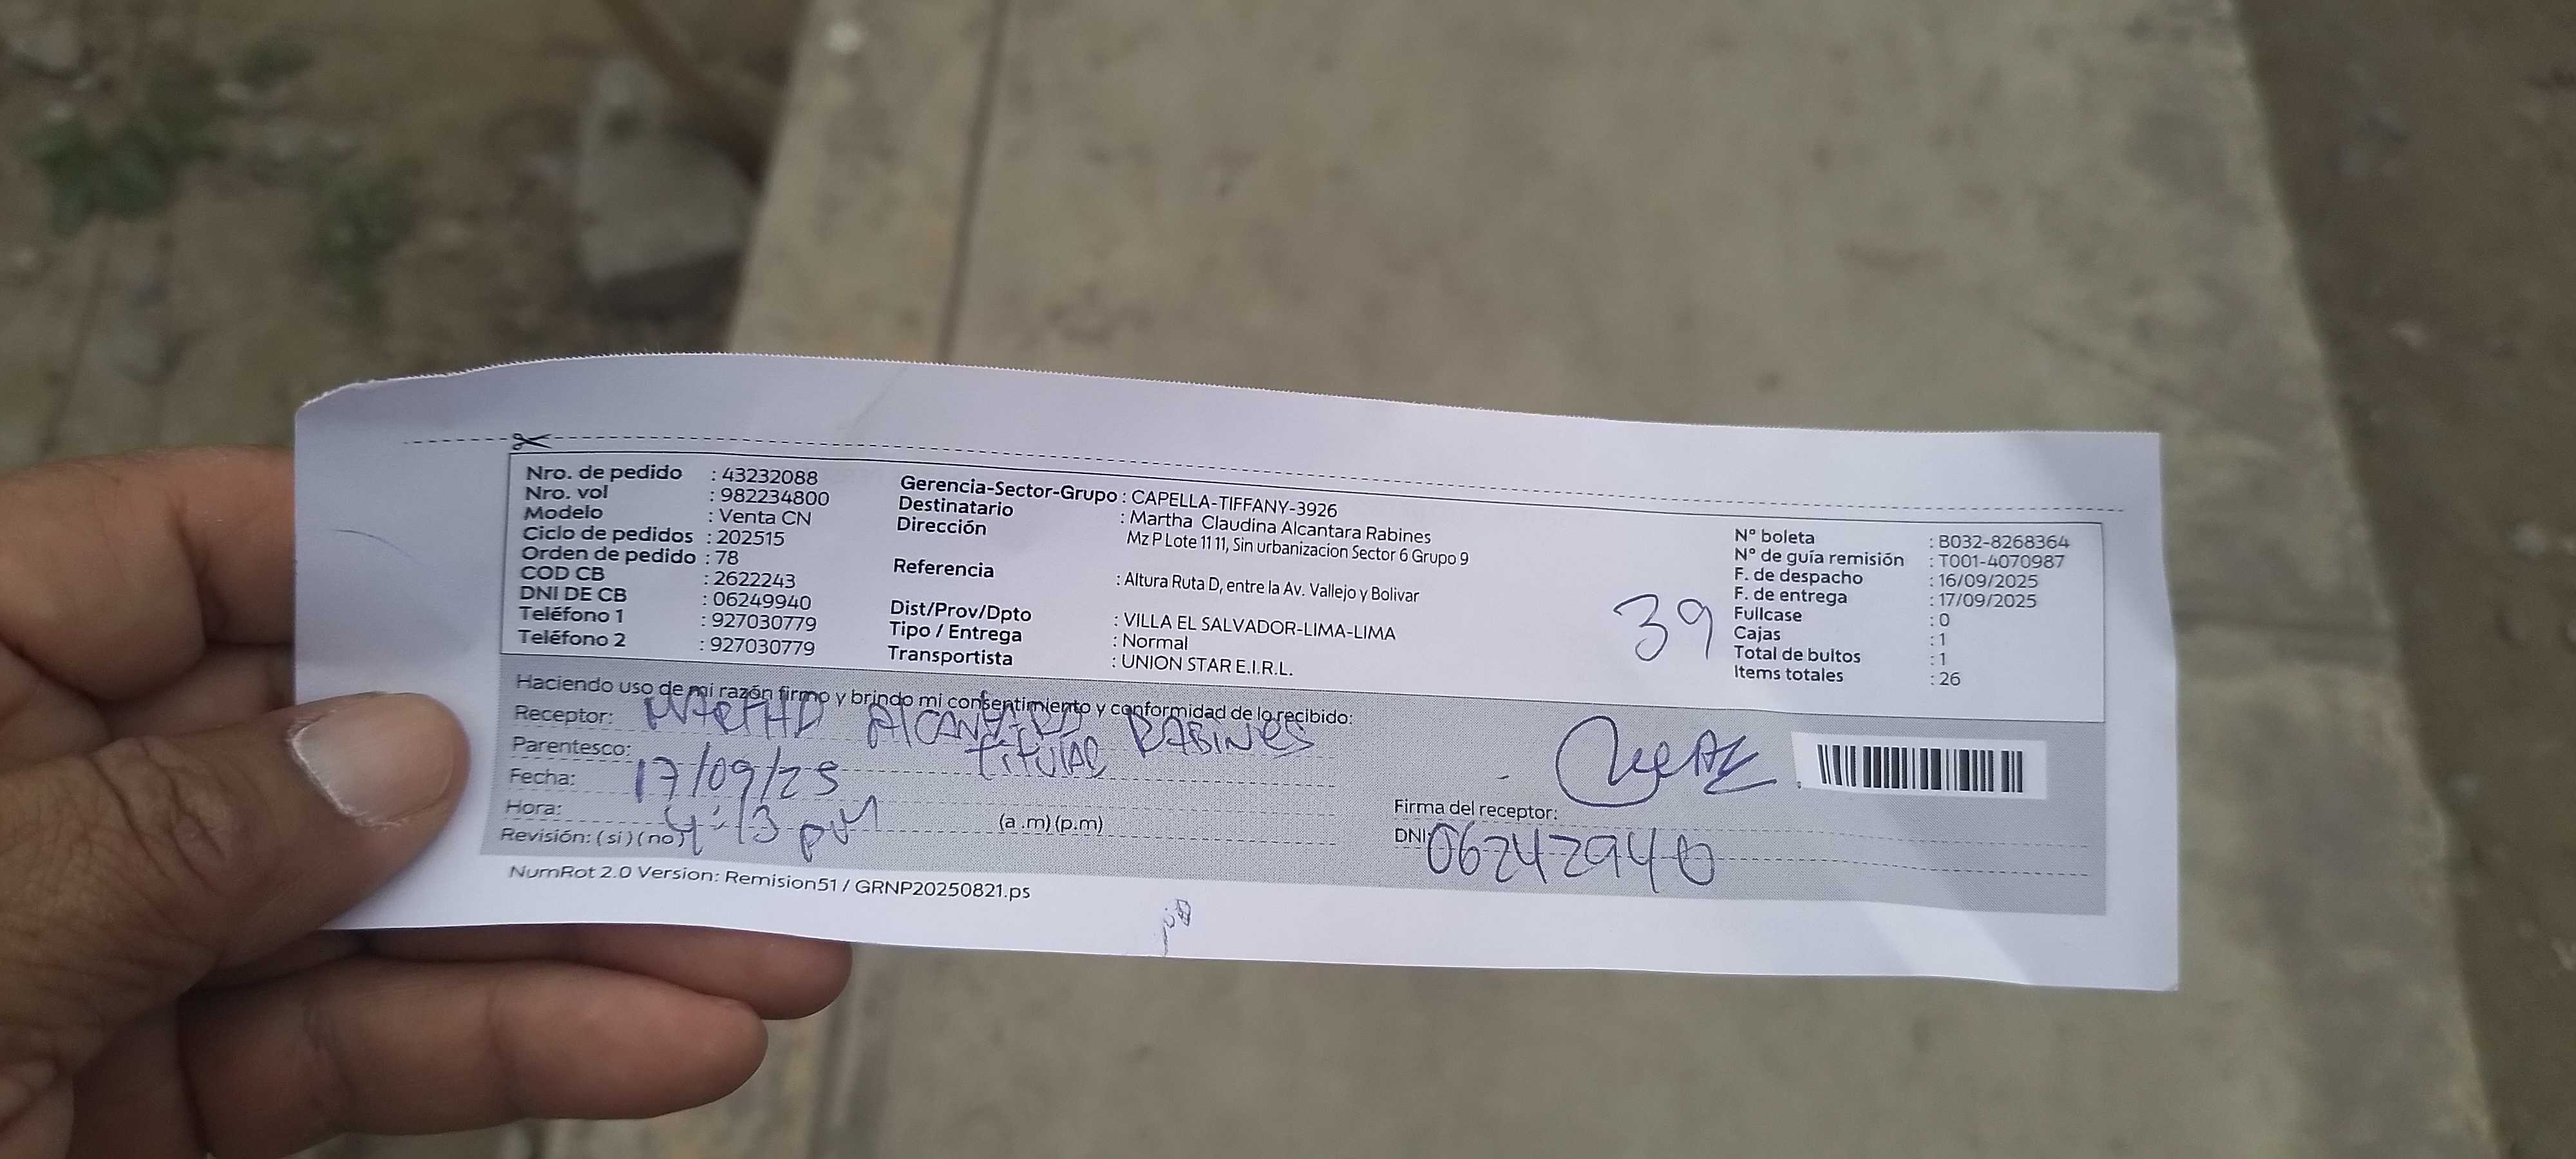 Nro. de pedido : 43232088
Nro. vol : 982234800
Modelo : Venta CN
Ciclo de pedidos : 202515
Orden de pedido : 78
COD CB : 2622243
DNI DE CB : 06249940
Teléfono 1 : 927030779
Teléfono 2 : 927030779
Gerencia-Sector-Grupo : CAPELLA-TIFFANY-3926
Destinatario : Martha Claudina Alcantara Rabines
Dirección Mz P Lote 11 11, Sin urbanizacion Sector 6 Grupo 9
Referencia : Altura Ruta D, entre la Av. Vallejo y Bolivar
Dist/Prov/Dpto : VILLA EL SALVADOR-LIMA-LIMA
Tipo / Entrega : Normal
Transportista : UNION STAR E.I.R.L.
39
N° boleta : B032-8268364
N° de guía remisión : T001-4070987
F. de despacho : 16/09/2025
F. de entrega : 17/09/2025
Fullcase : 0
Cajas : 1
Total de bultos : 1
Items totales : 26
Haciendo uso de mi razón firmo y brindo mi consentimiento y conformidad de lo recibido:
Receptor: MArtHA AlCANtARA RABINES
Parentesco: titular
Fecha: 17/09/25
Hora: 4:13 pm (a .m) (p.m)
Revisión: ( si ) ( no )
Firma del receptor:
DNI: 06242940
NumRot 2.0 Version: Remision51 / GRNP20250821.ps